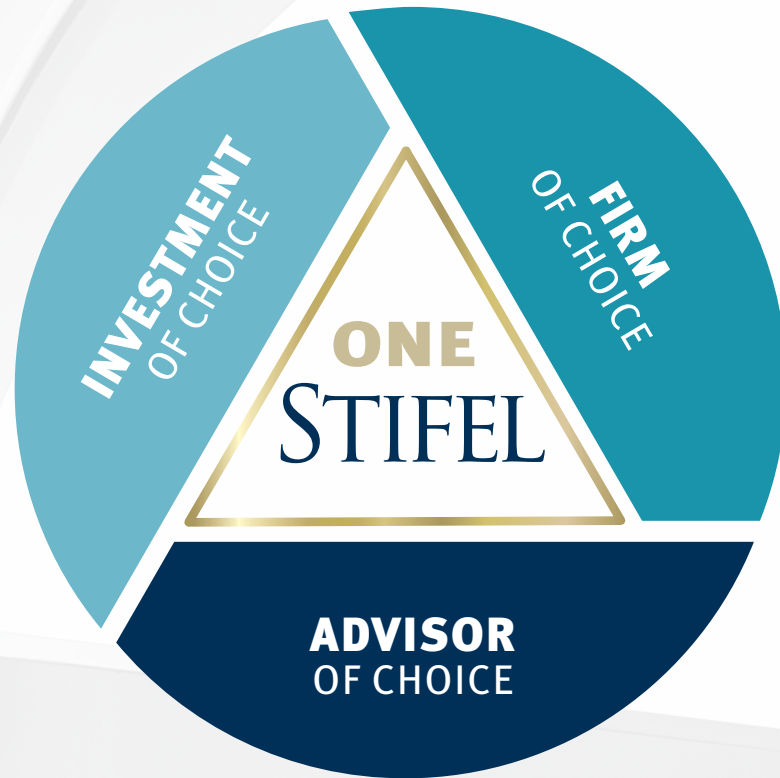 INVESTMENT
OF CHOICE
FIRM
OF CHOICE
ONE
STIFEL
ADVISOR
OF CHOICE